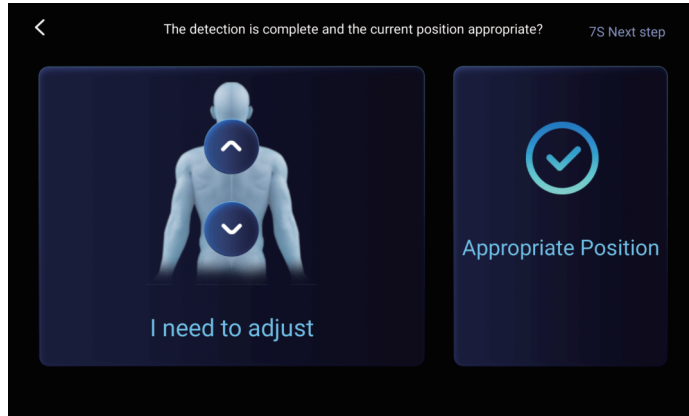 The detection is complete and the current position appropriate?
7S Next step
I need to adjust
Appropriate Position